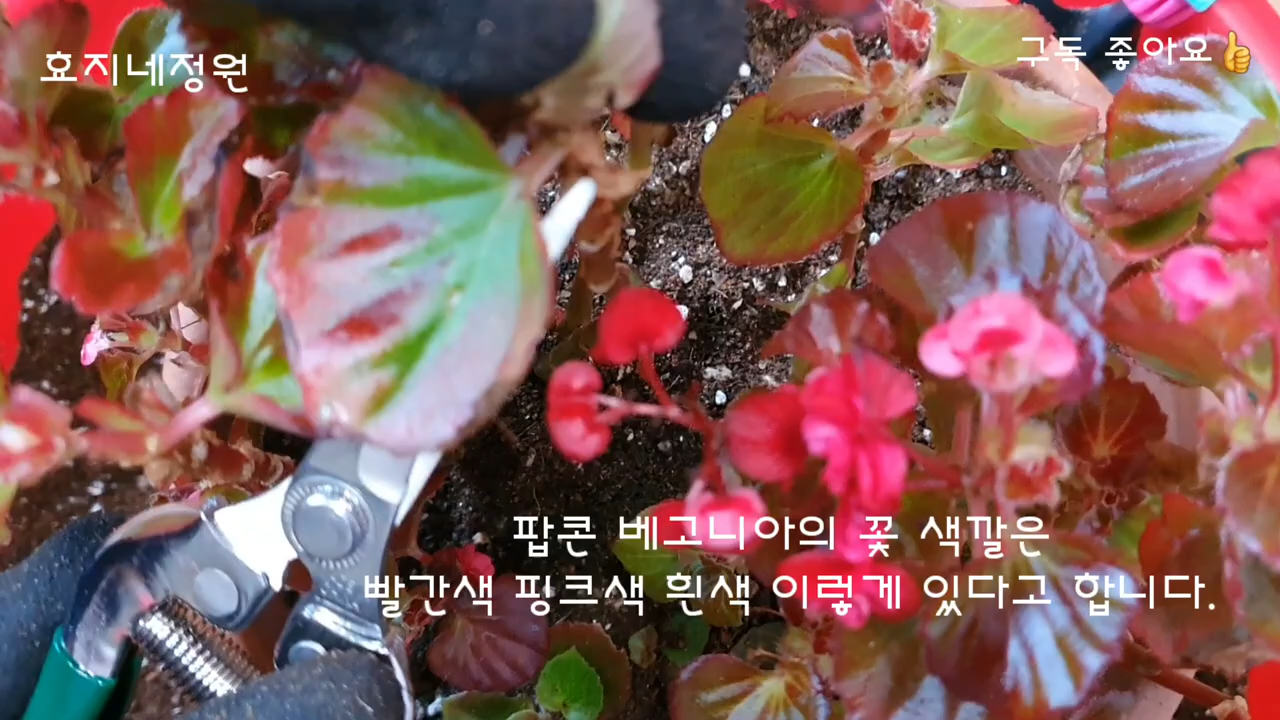 효지네정원
구독 좋아요👍
팝콘 베고니아의 꽃 색깔은
빨간색 핑크색 흰색 이렇게 있다고 합니다.